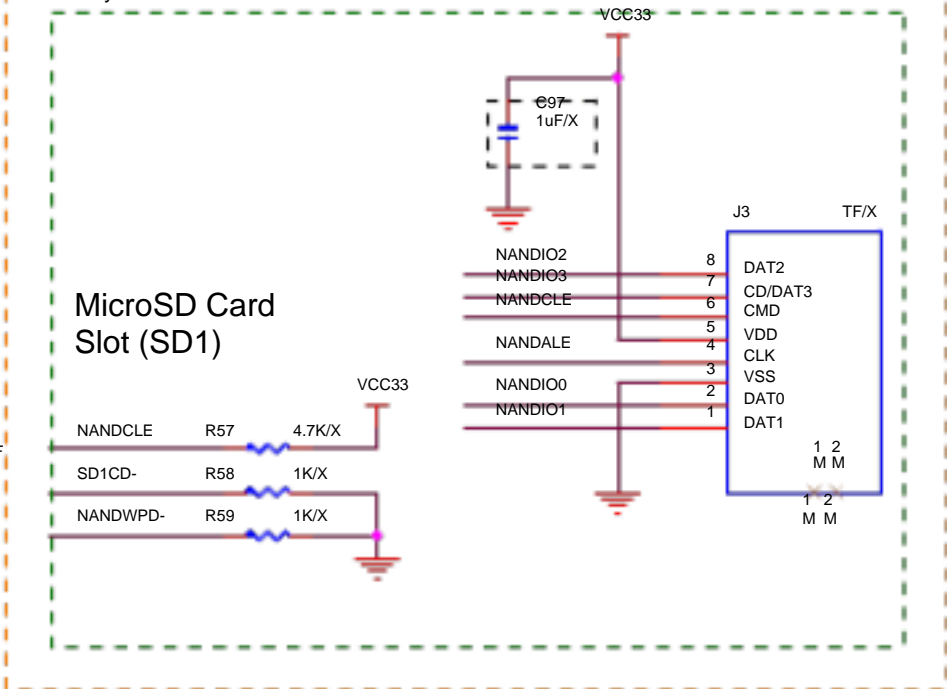 VCC33
C97
1uF/X
J3 TF/X
NANDIO2
8 DAT2
NANDIO3
7 CD/DAT3
NANDCLE
6 CMD
5 VDD
NANDALE
4 CLK
3 VSS
NANDIO0
2 DAT0
NANDIO1
1 DAT1
1 2
M M
1 2
M M
MicroSD Card
Slot (SD1)
VCC33
NANDCLE R57 4.7K/X
SD1CD- R58 1K/X
NANDWPD- R59 1K/X